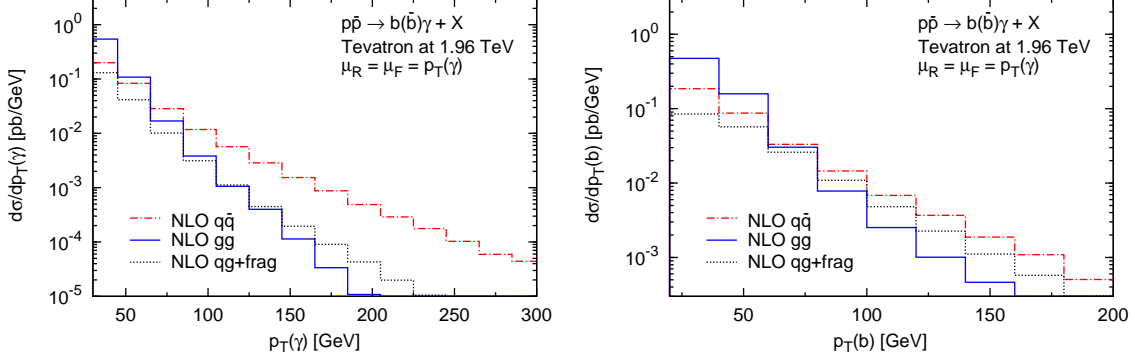 pp̄ → b(b̄)γ + X
Tevatron at 1.96 TeV
μR = μF = pT(γ)
dσ/dpT(γ) [pb/GeV]
10^0
10^-1
10^-2
10^-3
10^-4
10^-5
NLO qq̄
NLO gg
NLO qg+frag
50 100 150 200 250 300
pT(γ) [GeV]
pp̄ → b(b̄)γ + X
Tevatron at 1.96 TeV
μR = μF = pT(γ)
dσ/dpT(b) [pb/GeV]
10^0
10^-1
10^-2
10^-3
NLO qq̄
NLO gg
NLO qg+frag
50 100 150 200
pT(b) [GeV]